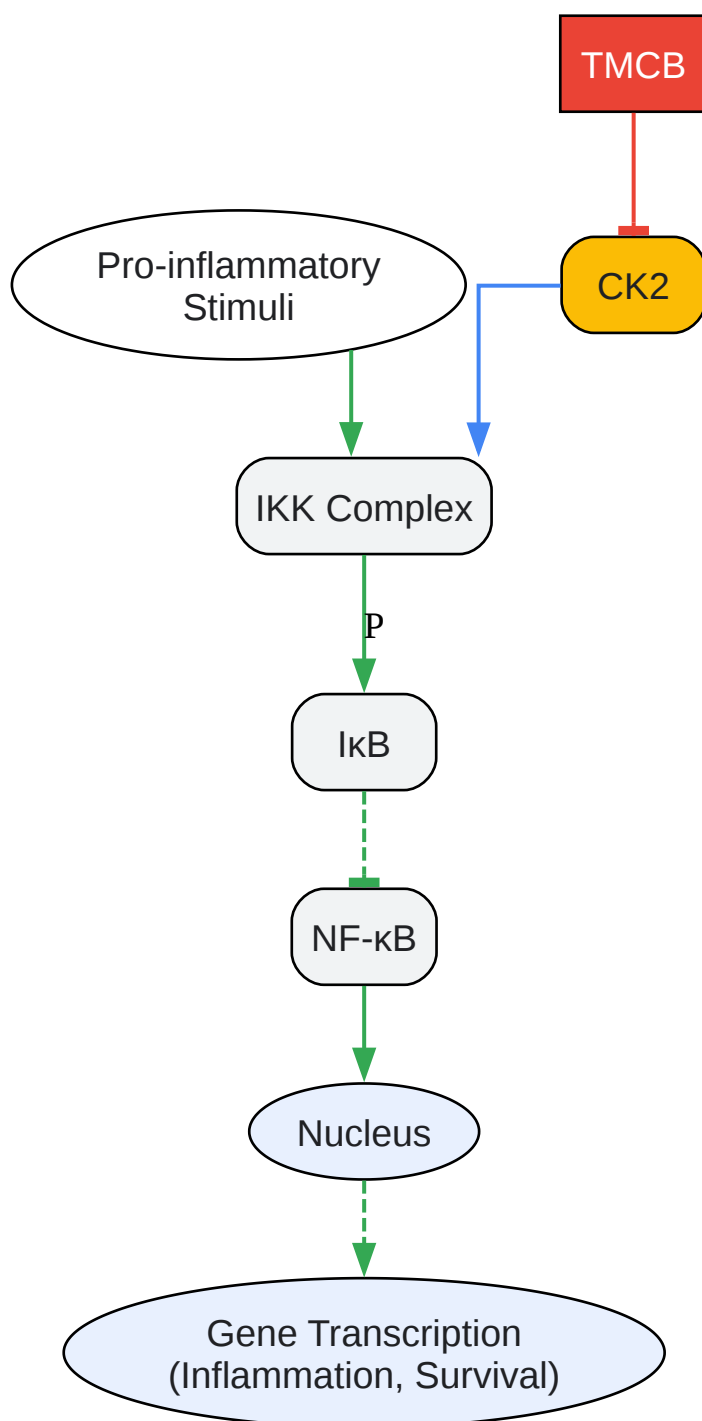 TMCB
Pro-inflammatory
Stimuli
CK2
IKK Complex
P
IκB
NF-κB
Nucleus
Gene Transcription
(Inflammation, Survival)